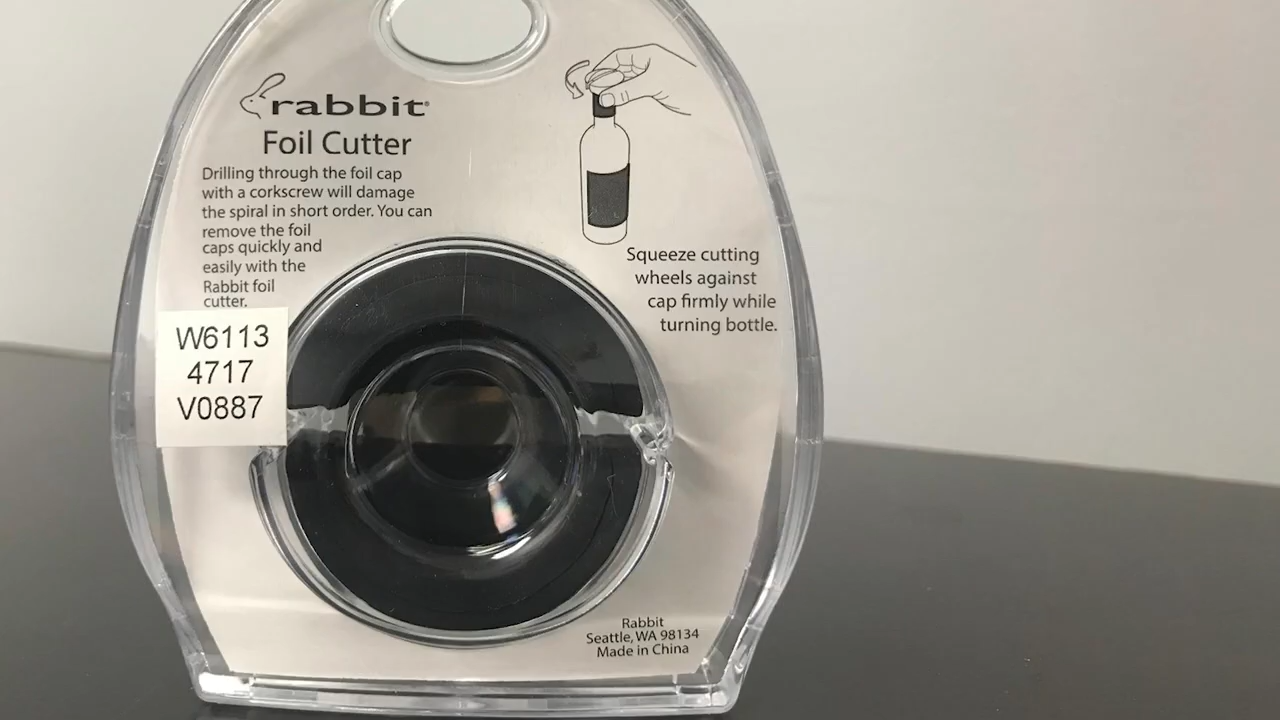 rabbit®
Foil Cutter
Drilling through the foil cap
with a corkscrew will damage
the spiral in short order. You can
remove the foil
caps quickly and
easily with the
Rabbit foil
cutter.
W6113
4717
V0887
Squeeze cutting
wheels against
cap firmly while
turning bottle.
Rabbit
Seattle, WA 98134
Made in China